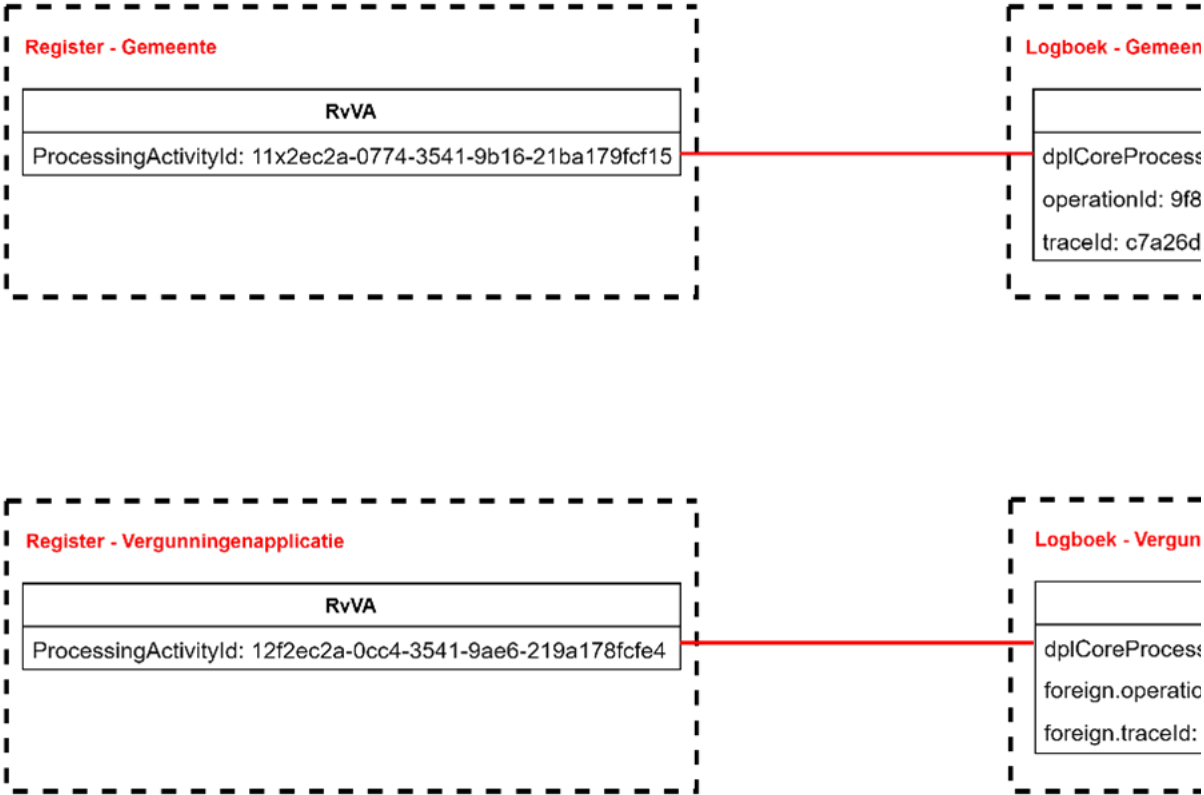 Register - Gemeente
RvVA
ProcessingActivityId: 11x2ec2a-0774-3541-9b16-21ba179fcf15
Logboek - Gemeen
dplCoreProcess
operationId: 9f8
traceId: c7a26d
Register - Vergunningenapplicatie
RvVA
ProcessingActivityId: 12f2ec2a-0cc4-3541-9ae6-219a178fcfe4
Logboek - Vergun
dplCoreProcess
foreign.operatio
foreign.traceId: